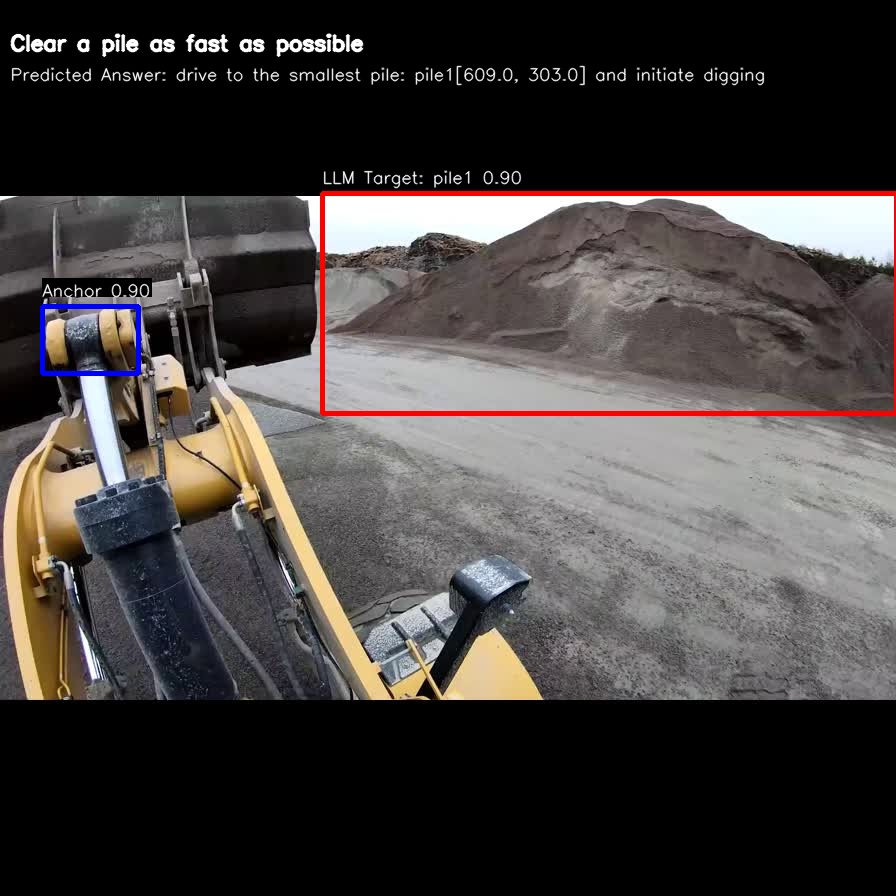 Clear a pile as fast as possible
Predicted Answer: drive to the smallest pile: pile1[609.0, 303.0] and initiate digging
LLM Target: pile1 0.90
Anchor 0.90